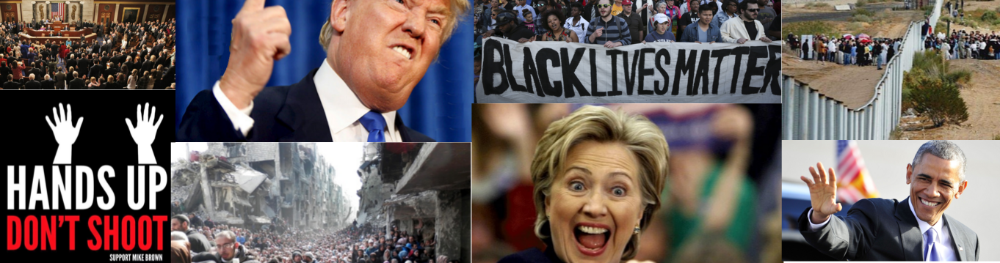 BLACK LIVES MATTER
HANDS UP
DON'T SHOOT
SUPPORT MIKE BROWN